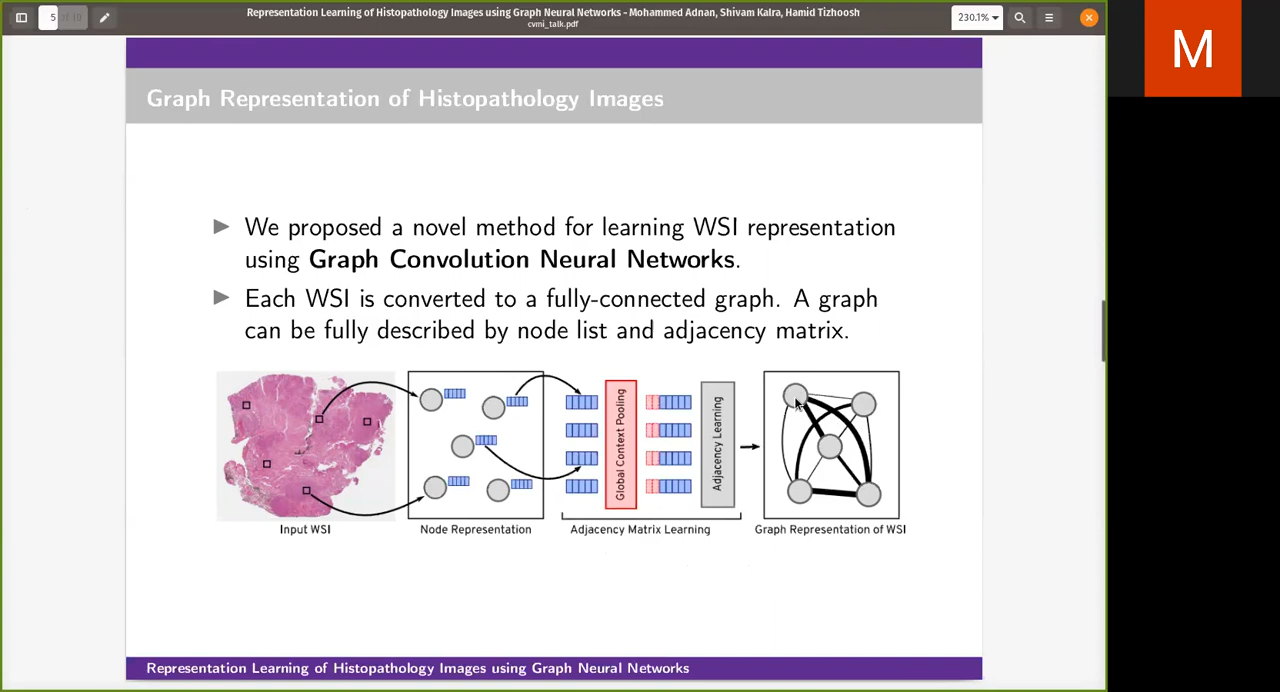 Representation Learning of Histopathology Images using Graph Neural Networks - Mohammed Adnan, Shivam Kalra, Hamid Tizhoosh
cvmi_talk.pdf
5 of 10
230.1%
M
Graph Representation of Histopathology Images
We proposed a novel method for learning WSI representation
using Graph Convolution Neural Networks.
Each WSI is converted to a fully-connected graph. A graph
can be fully described by node list and adjacency matrix.
Global Context Pooling
Adjacency Learning
Input WSI
Node Representation
Adjacency Matrix Learning
Graph Representation of WSI
Representation Learning of Histopathology Images using Graph Neural Networks